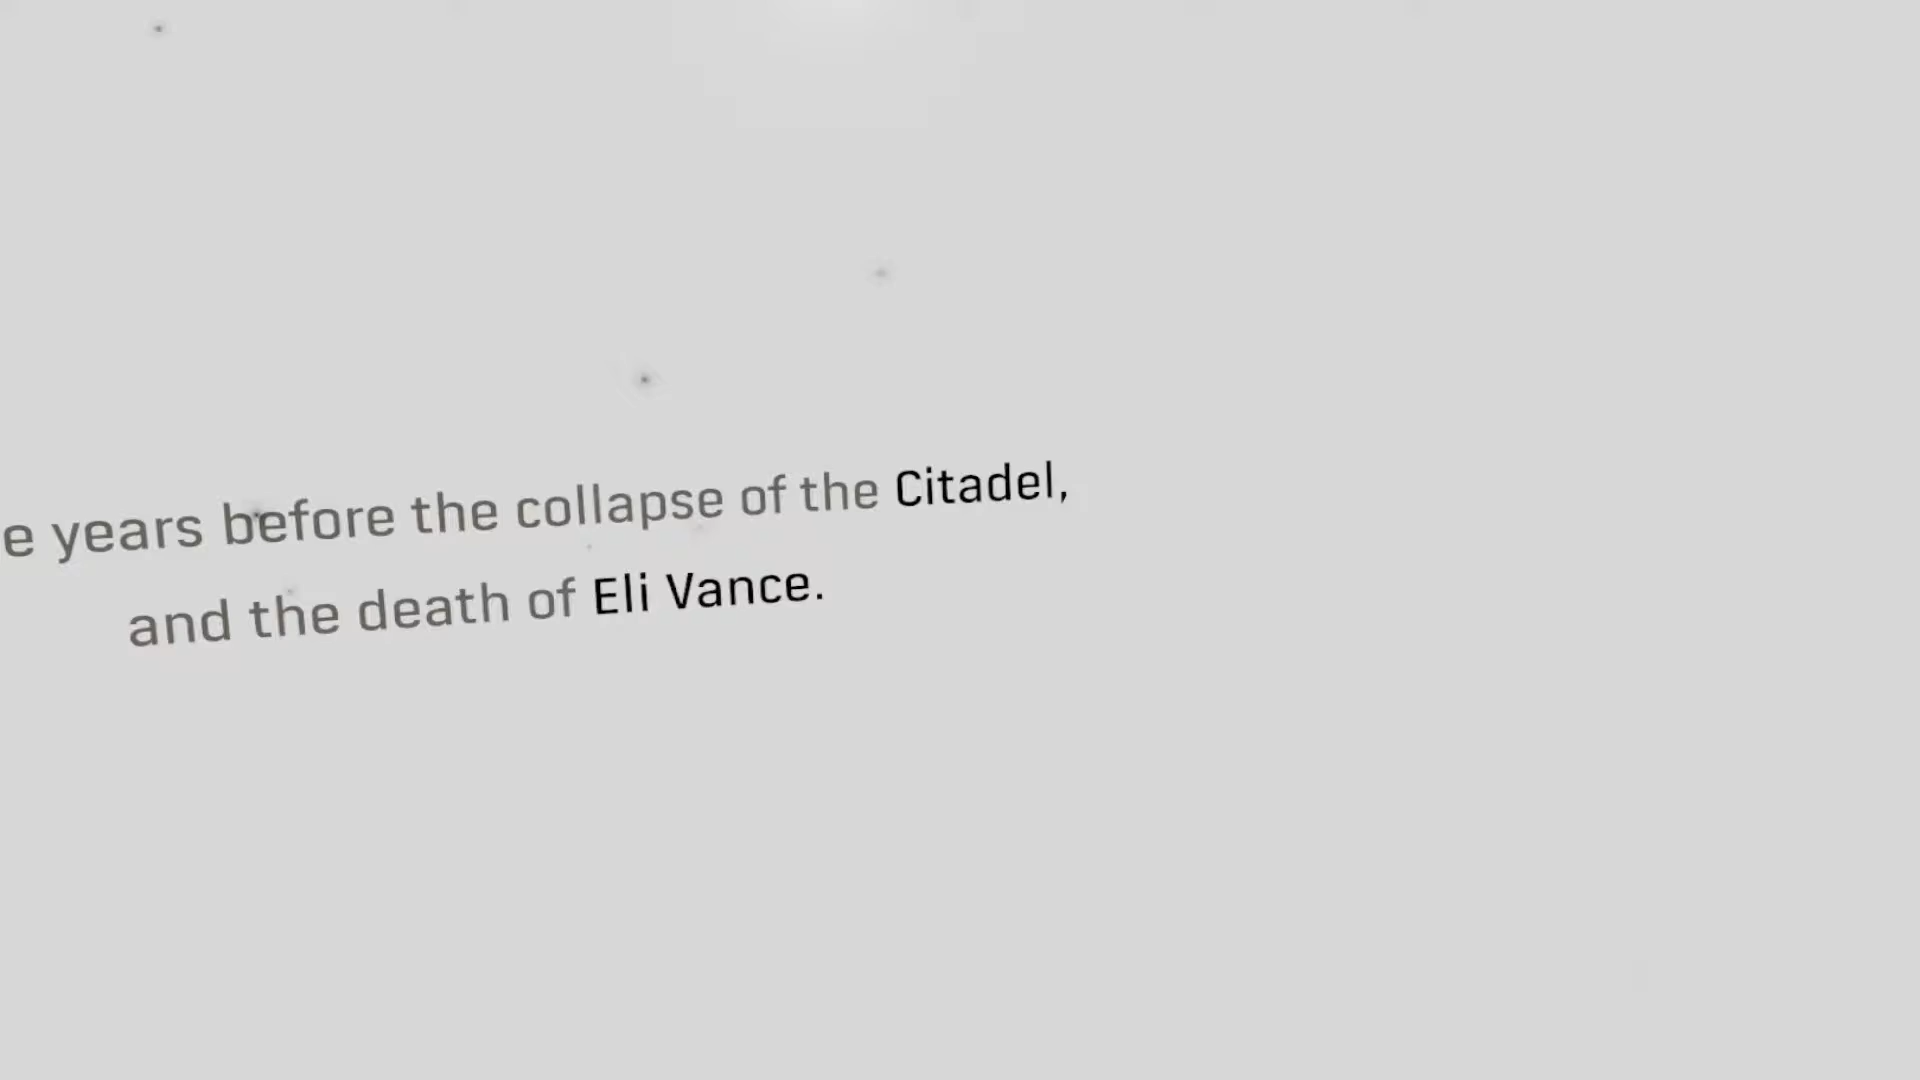 e years before the collapse of the Citadel,
and the death of Eli Vance.